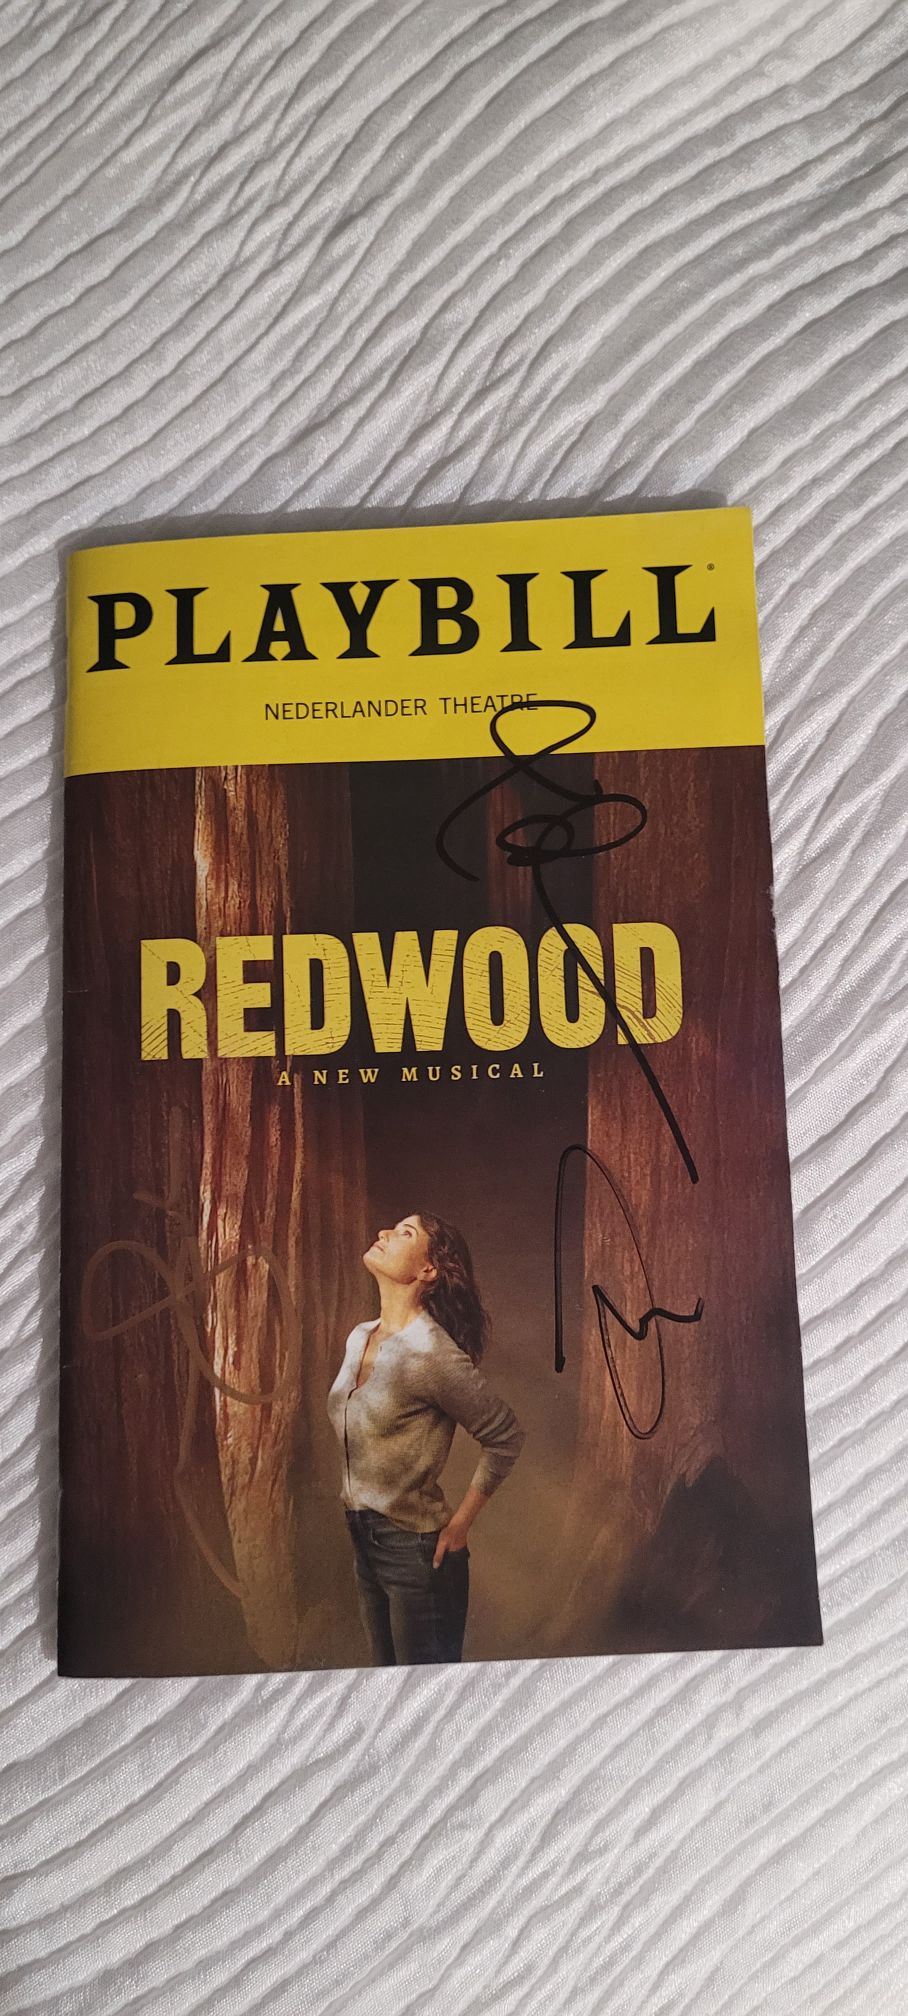 PLAYBILL®
NEDERLANDER THEATRE
REDWOOD
A NEW MUSICAL